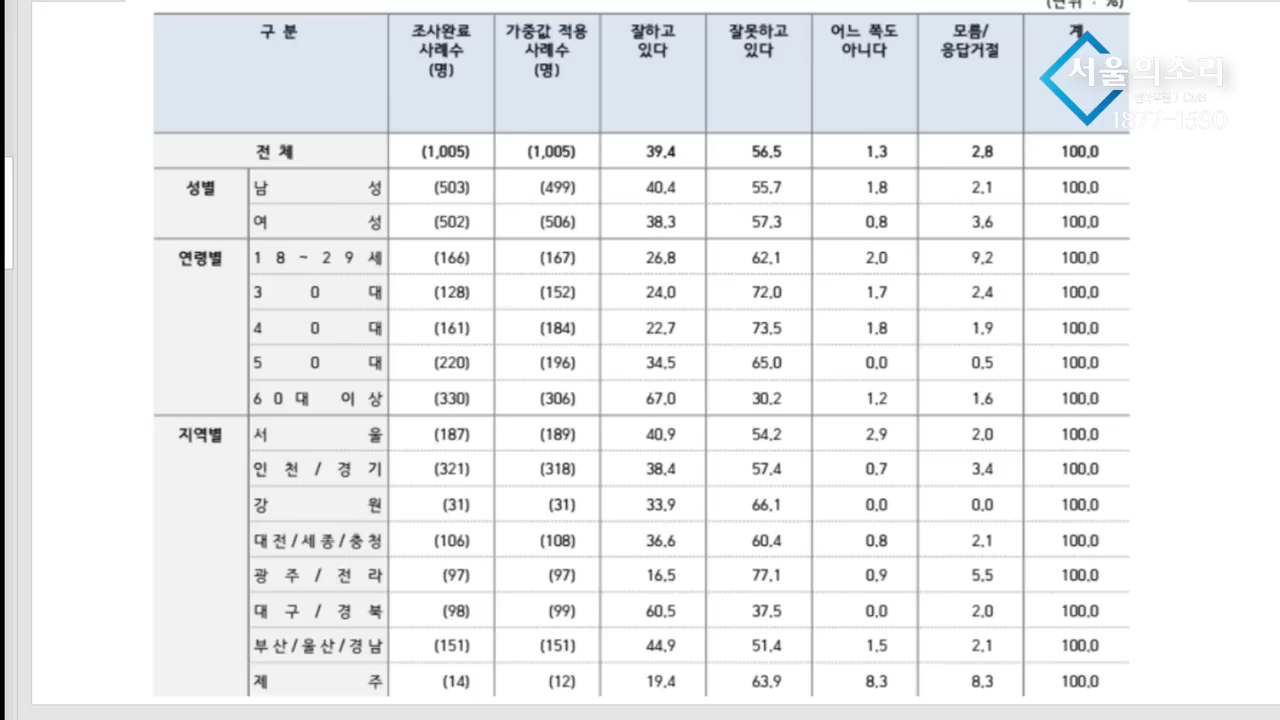 (단위 : %)
구 분 조사완료 사례수 (명) 가중값 적용 사례수 (명) 잘하고 있다 잘못하고 있다 어느 쪽도 아니다 모름/응답거절 계
전 체 (1,005) (1,005) 39.4 56.5 1.3 2.8 100.0
성별 남 성 (503) (499) 40.4 55.7 1.8 2.1 100.0
여 성 (502) (506) 38.3 57.3 0.8 3.6 100.0
연령별 18~29세 (166) (167) 26.8 62.1 2.0 9.2 100.0
30대 (128) (152) 24.0 72.0 1.7 2.4 100.0
40대 (161) (184) 22.7 73.5 1.8 1.9 100.0
50대 (220) (196) 34.5 65.0 0.0 0.5 100.0
60대 이상 (330) (306) 67.0 30.2 1.2 1.6 100.0
지역별 서 울 (187) (189) 40.9 54.2 2.9 2.0 100.0
인천/경기 (321) (318) 38.4 57.4 0.7 3.4 100.0
강 원 (31) (31) 33.9 66.1 0.0 0.0 100.0
대전/세종/충청 (106) (108) 36.6 60.4 0.8 2.1 100.0
광주/전라 (97) (97) 16.5 77.1 0.9 5.5 100.0
대구/경북 (98) (99) 60.5 37.5 0.0 2.0 100.0
부산/울산/경남 (151) (151) 44.9 51.4 1.5 2.1 100.0
제 주 (14) (12) 19.4 63.9 8.3 8.3 100.0
서울의소리
/ CMS
1877-1590